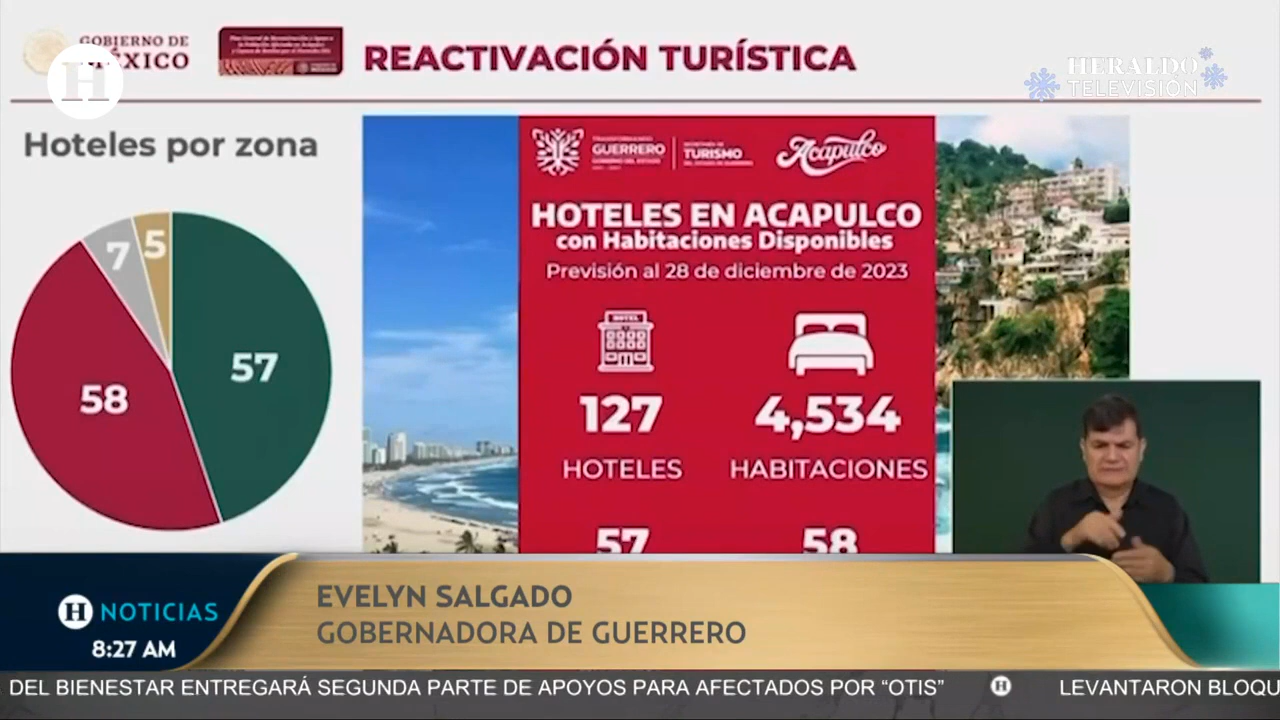 GOBIERNO DE
MÉXICO
REACTIVACIÓN TURÍSTICA
HERALDO
TELEVISIÓN
Hoteles por zona
7
5
57
58
GUERRERO
TURISMO
Acapulco
HOTELES EN ACAPULCO
con Habitaciones Disponibles
Previsión al 28 de diciembre de 2023
HOTEL
127
4,534
HOTELES
HABITACIONES
57
58
EVELYN SALGADO
GOBERNADORA DE GUERRERO
H NOTICIAS
8:27 AM
DEL BIENESTAR ENTREGARÁ SEGUNDA PARTE DE APOYOS PARA AFECTADOS POR “OTIS”
H
LEVANTARON BLOQU